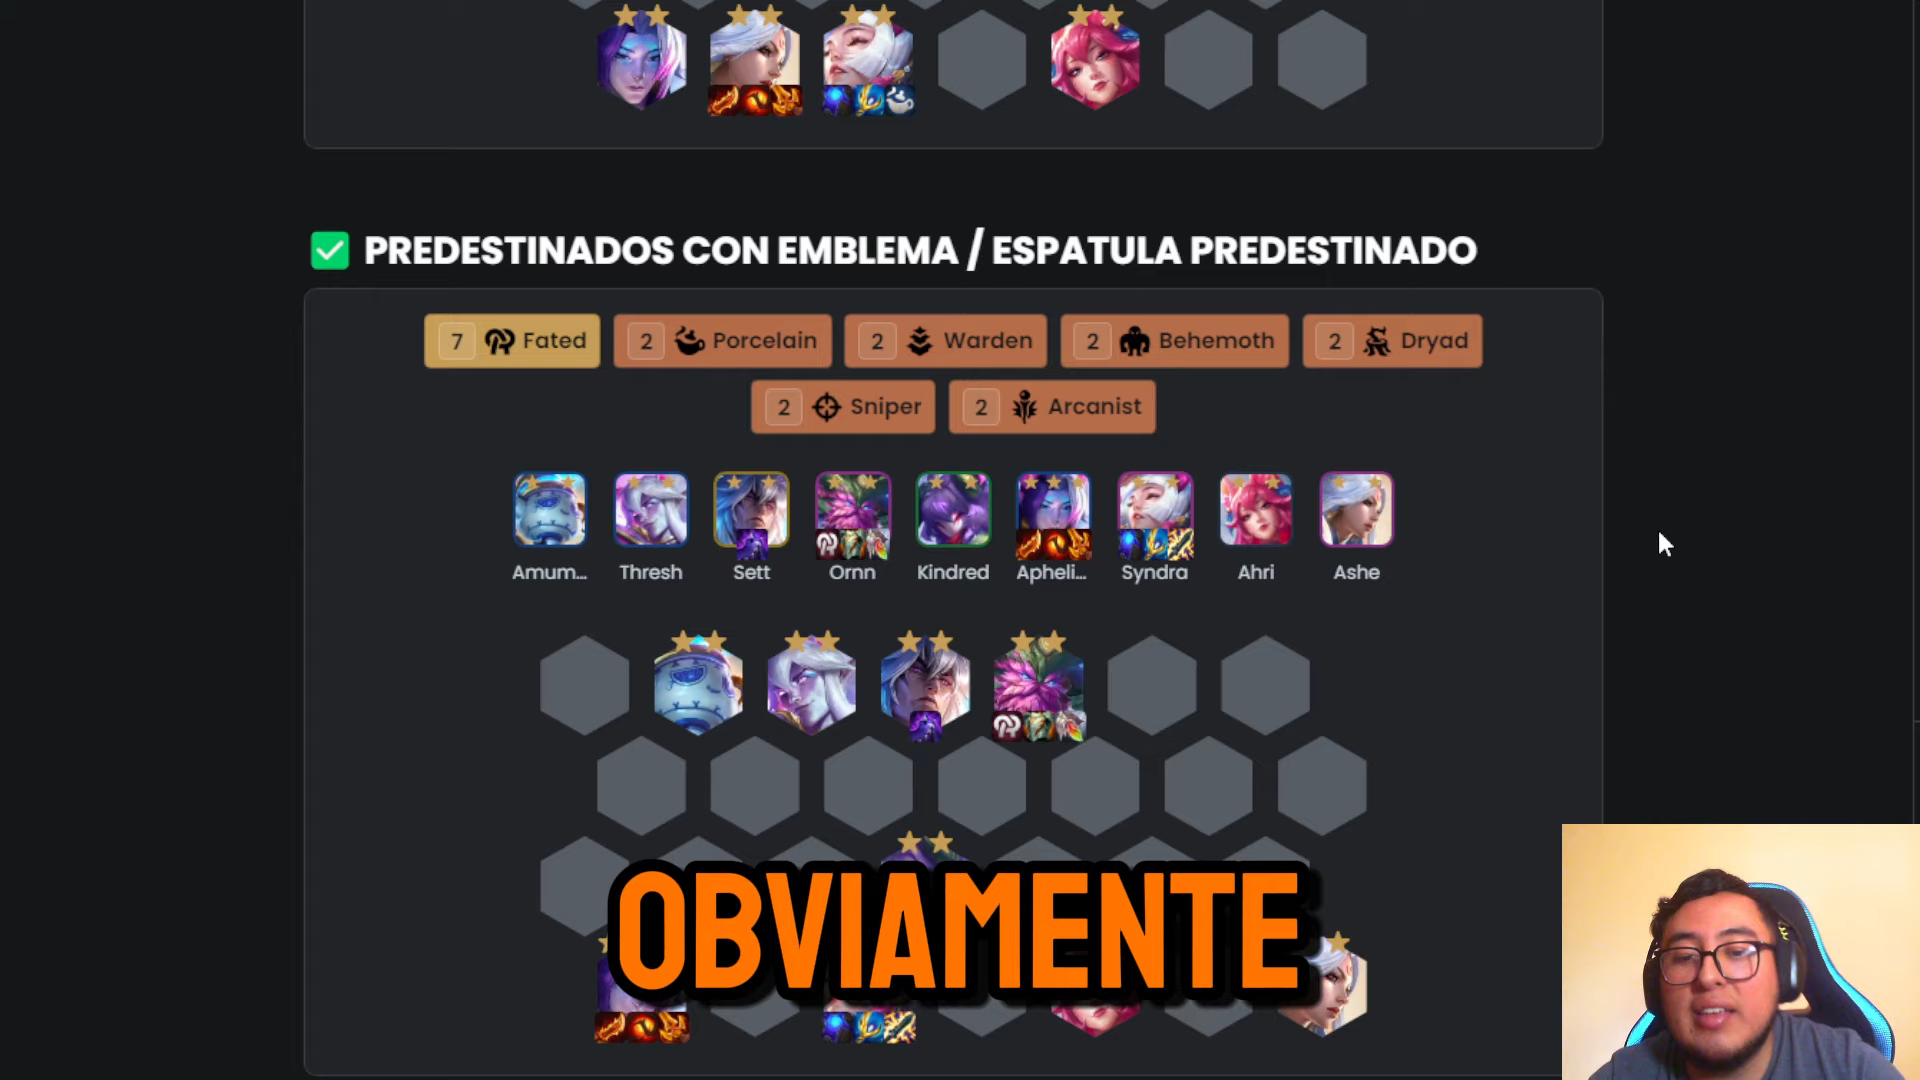 PREDESTINADOS CON EMBLEMA / ESPATULA PREDESTINADO
7 Fated 2 Porcelain 2 Warden 2 Behemoth 2 Dryad
2 Sniper 2 Arcanist
Amum... Thresh Sett Ornn Kindred Apheli... Syndra Ahri Ashe
OBVIAMENTE